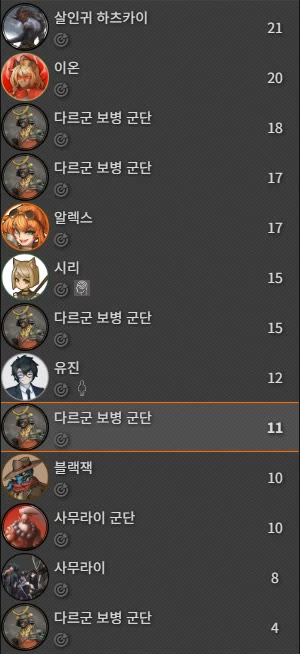 살인귀 하츠카이
21
이온
20
다르군 보병 군단
18
다르군 보병 군단
17
알렉스
17
시리
15
다르군 보병 군단
15
유진
12
다르군 보병 군단
11
블랙잭
10
사무라이 군단
10
사무라이
8
다르군 보병 군단
4